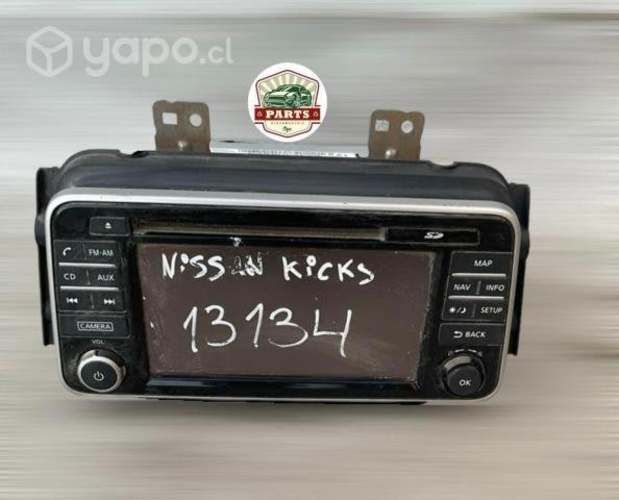 yapo.cl
PARTS
SD
FM-AM
CD
AUX
CAMERA
VOL
NiSSAN KiCKS
13134
MAP
NAV
INFO
SETUP
BACK
OK